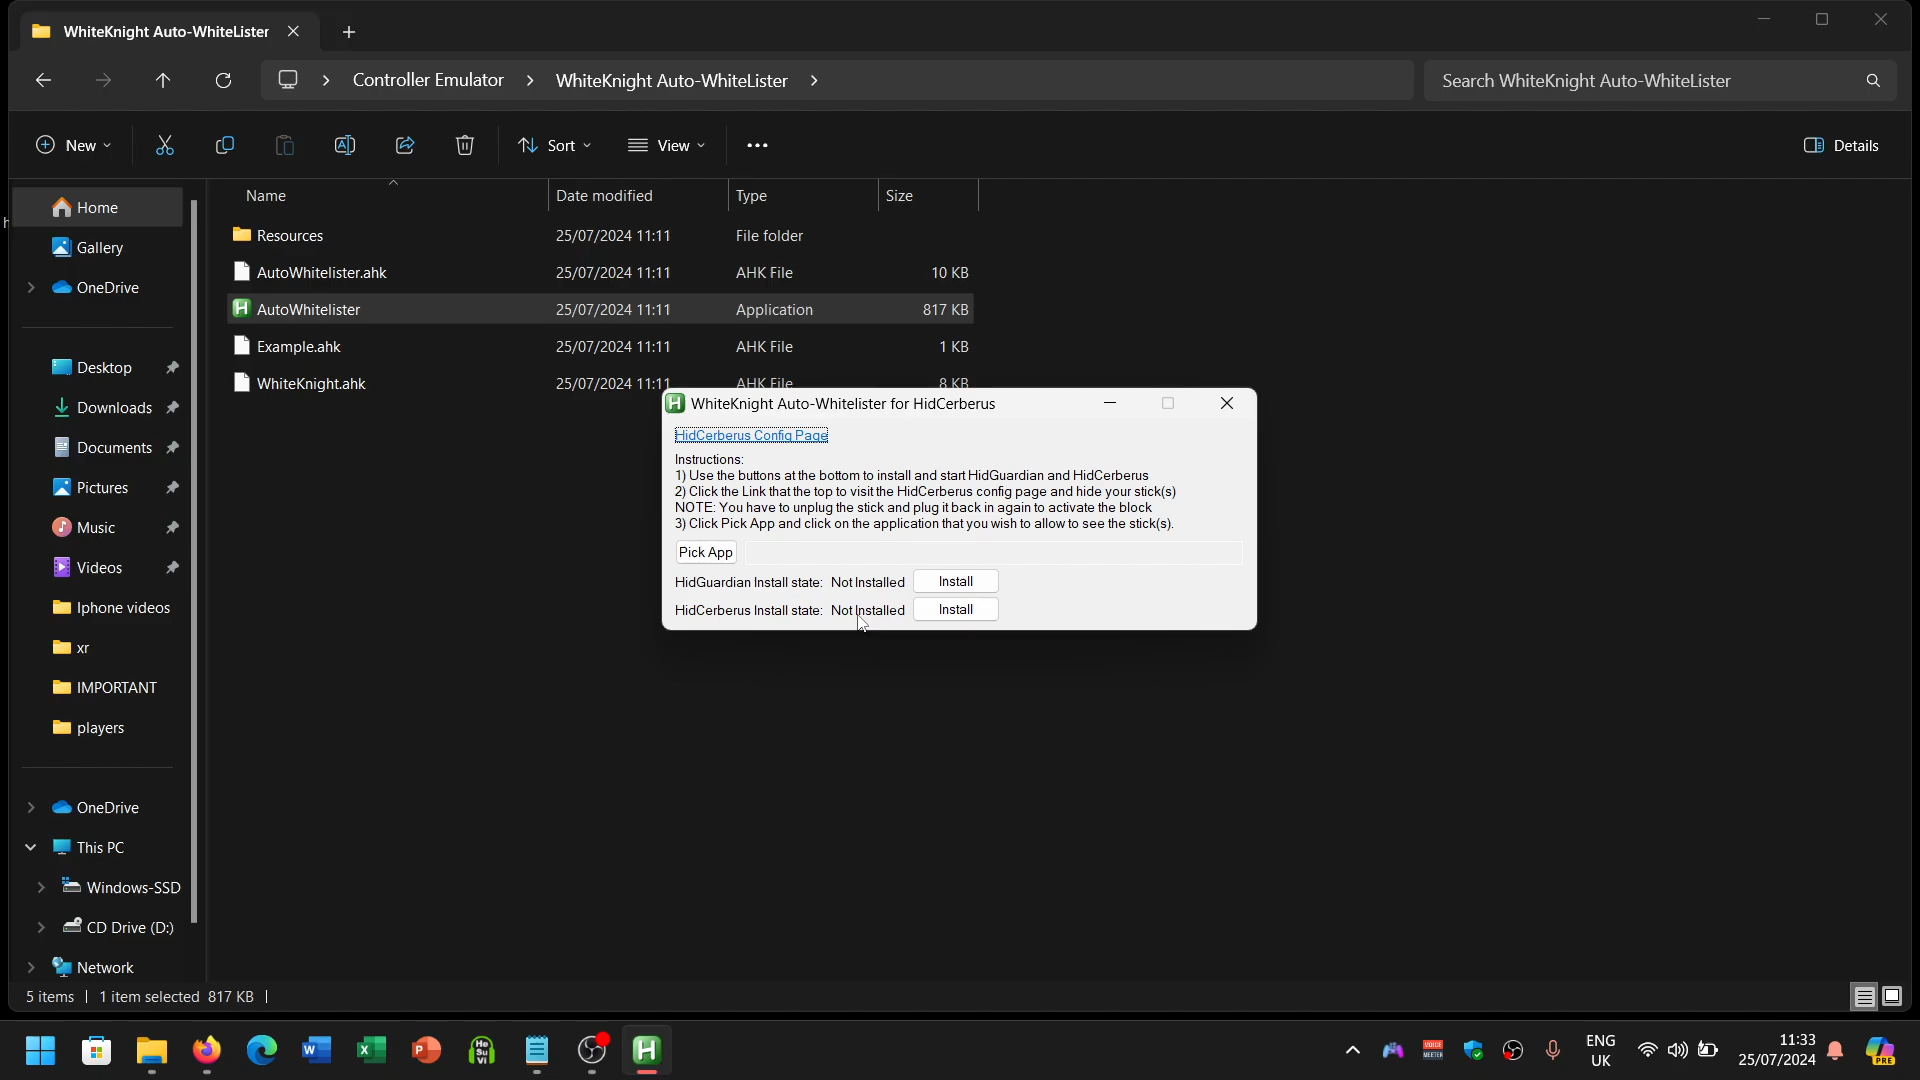 WhiteKnight Auto-WhiteLister
Controller Emulator
WhiteKnight Auto-WhiteLister
Search WhiteKnight Auto-WhiteLister
New
Sort
View
Details
Name
Date modified
Type
Size
Resources
25/07/2024 11:11
File folder
AutoWhitelister.ahk
25/07/2024 11:11
AHK File
10 KB
AutoWhitelister
25/07/2024 11:11
Application
817 KB
Example.ahk
25/07/2024 11:11
AHK File
1 KB
WhiteKnight.ahk
25/07/2024 11:11
AHK File
8 KB
Home
Gallery
OneDrive
Desktop
Downloads
Documents
Pictures
Music
Videos
Iphone videos
xr
IMPORTANT
players
OneDrive
This PC
Windows-SSD
CD Drive (D:)
Network
WhiteKnight Auto-Whitelister for HidCerberus
HidCerberus Config Page
Instructions:
1) Use the buttons at the bottom to install and start HidGuardian and HidCerberus
2) Click the Link that the top to visit the HidCerberus config page and hide your stick(s)
NOTE: You have to unplug the stick and plug it back in again to activate the block
3) Click Pick App and click on the application that you wish to allow to see the stick(s).
Pick App
HidGuardian Install state: Not Installed
Install
HidCerberus Install state: Not Installed
Install
5 items
1 item selected 817 KB
He
Su
Vi
VOICE
MEETER
ENG
UK
11:33
25/07/2024
PRE